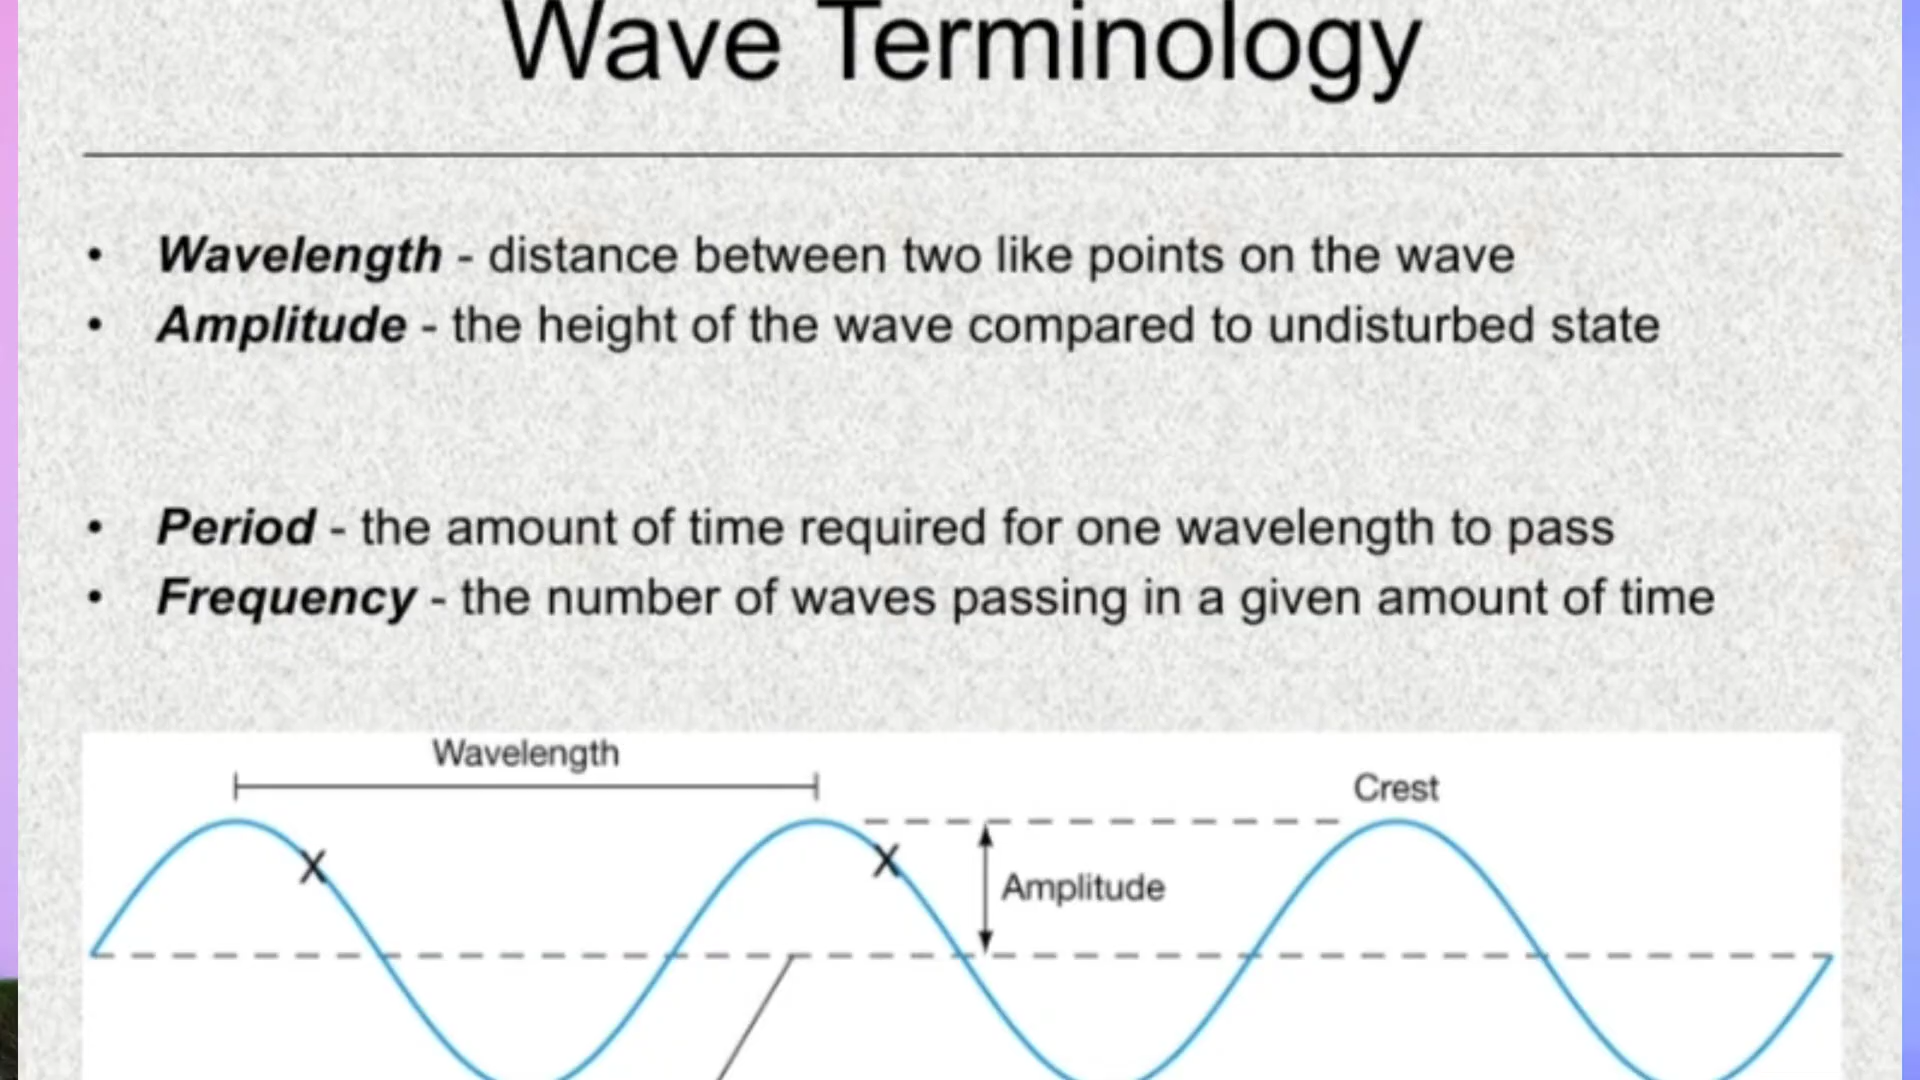 Wave Terminology
• Wavelength - distance between two like points on the wave
• Amplitude - the height of the wave compared to undisturbed state
• Period - the amount of time required for one wavelength to pass
• Frequency - the number of waves passing in a given amount of time
Wavelength
Crest
X
X
Amplitude